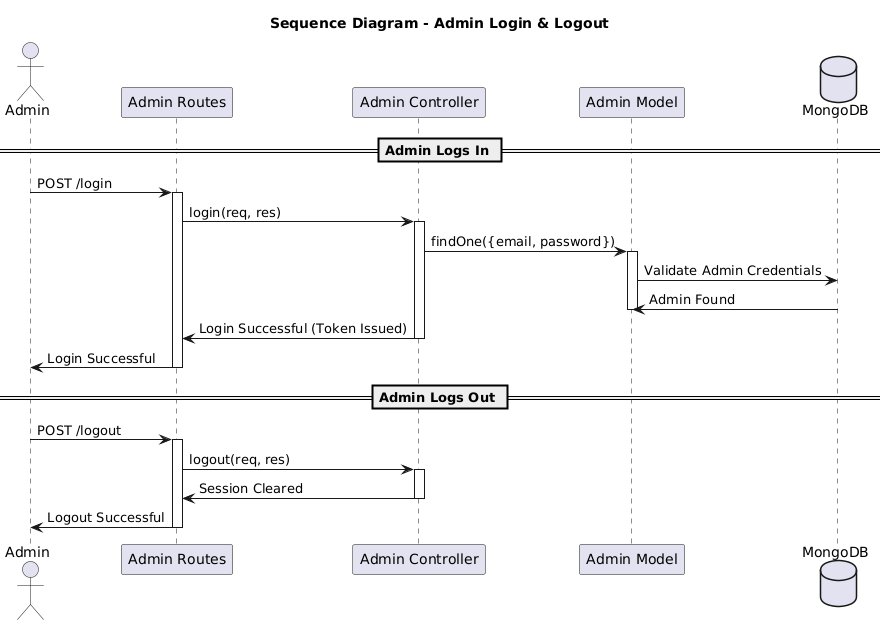 Sequence Diagram - Admin Login & Logout
Admin
Admin Routes
Admin Controller
Admin Model
MongoDB
Admin Logs In
POST /login
login(req, res)
findOne({email, password})
Validate Admin Credentials
Admin Found
Login Successful (Token Issued)
Login Successful
Admin Logs Out
POST /logout
logout(req, res)
Session Cleared
Logout Successful
Admin
Admin Routes
Admin Controller
Admin Model
MongoDB